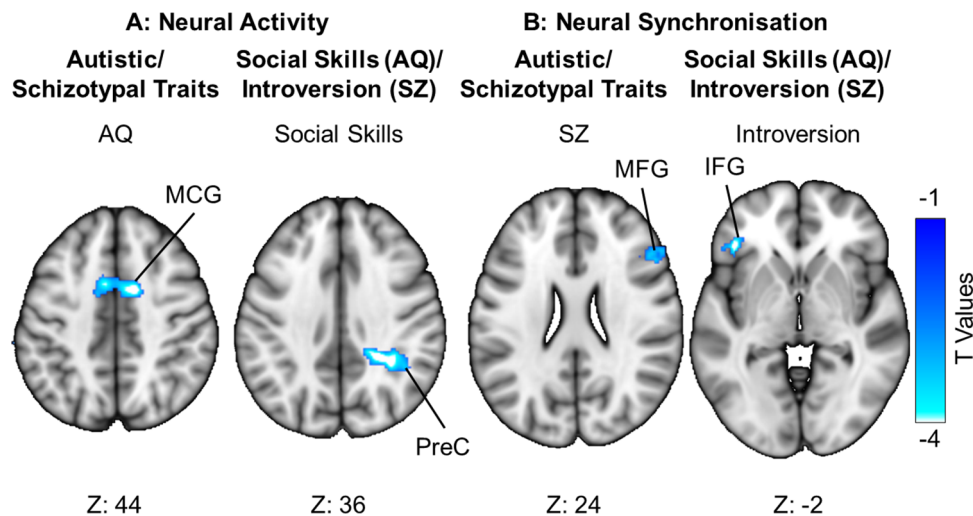 A: Neural Activity
B: Neural Synchronisation
Autistic/
Schizotypal Traits
Social Skills (AQ)/
Introversion (SZ)
Autistic/
Schizotypal Traits
Social Skills (AQ)/
Introversion (SZ)
AQ
Social Skills
SZ
Introversion
MCG
PreC
MFG
IFG
-1
T Values
-4
Z: 44
Z: 36
Z: 24
Z: -2